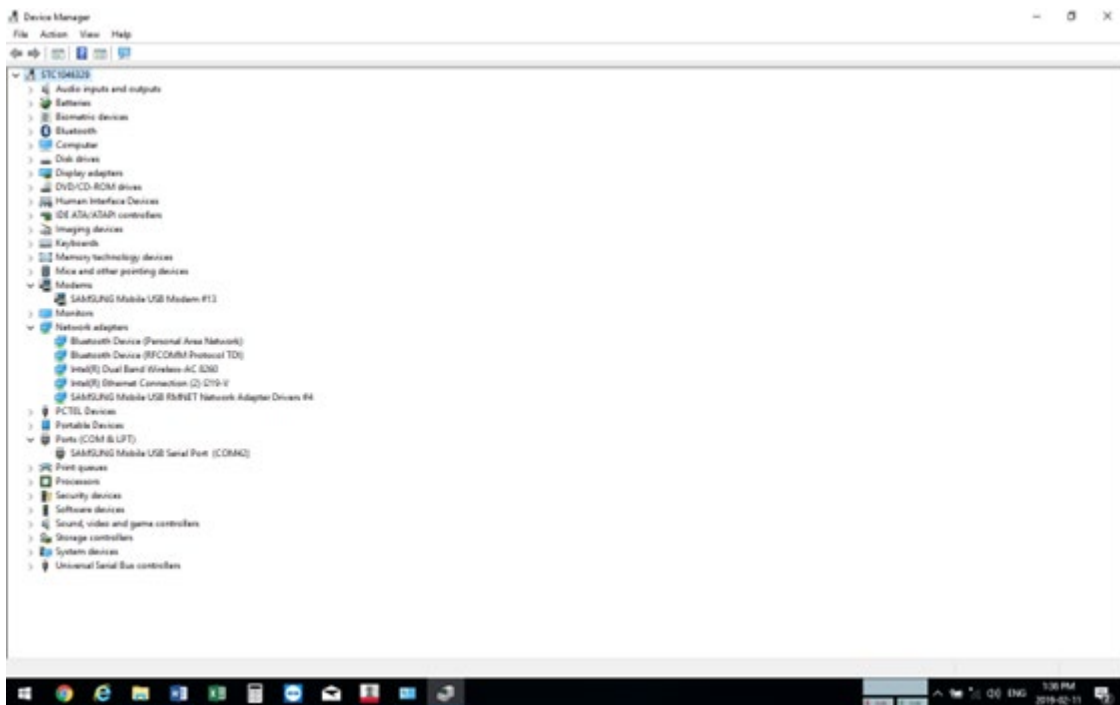 Device Manager
File Action View Help
STC1046329
Audio inputs and outputs
Batteries
Biometric devices
Bluetooth
Computer
Disk drives
Display adapters
DVD/CD-ROM drives
Human Interface Devices
IDE ATA/ATAPI controllers
Imaging devices
Keyboards
Memory technology devices
Mice and other pointing devices
Modems
SAMSUNG Mobile USB Modem #13
Monitors
Network adapters
Bluetooth Device (Personal Area Network)
Bluetooth Device (RFCOMM Protocol TDI)
Intel(R) Dual Band Wireless-AC 8260
Intel(R) Ethernet Connection (2) I219-V
SAMSUNG Mobile USB RMNET Network Adapter Drivers #4
PCTEL Devices
Portable Devices
Ports (COM & LPT)
SAMSUNG Mobile USB Serial Port (COM42)
Print queues
Processors
Security devices
Software devices
Sound, video and game controllers
Storage controllers
System devices
Universal Serial Bus controllers
ENG
1:06 PM
2019-02-11